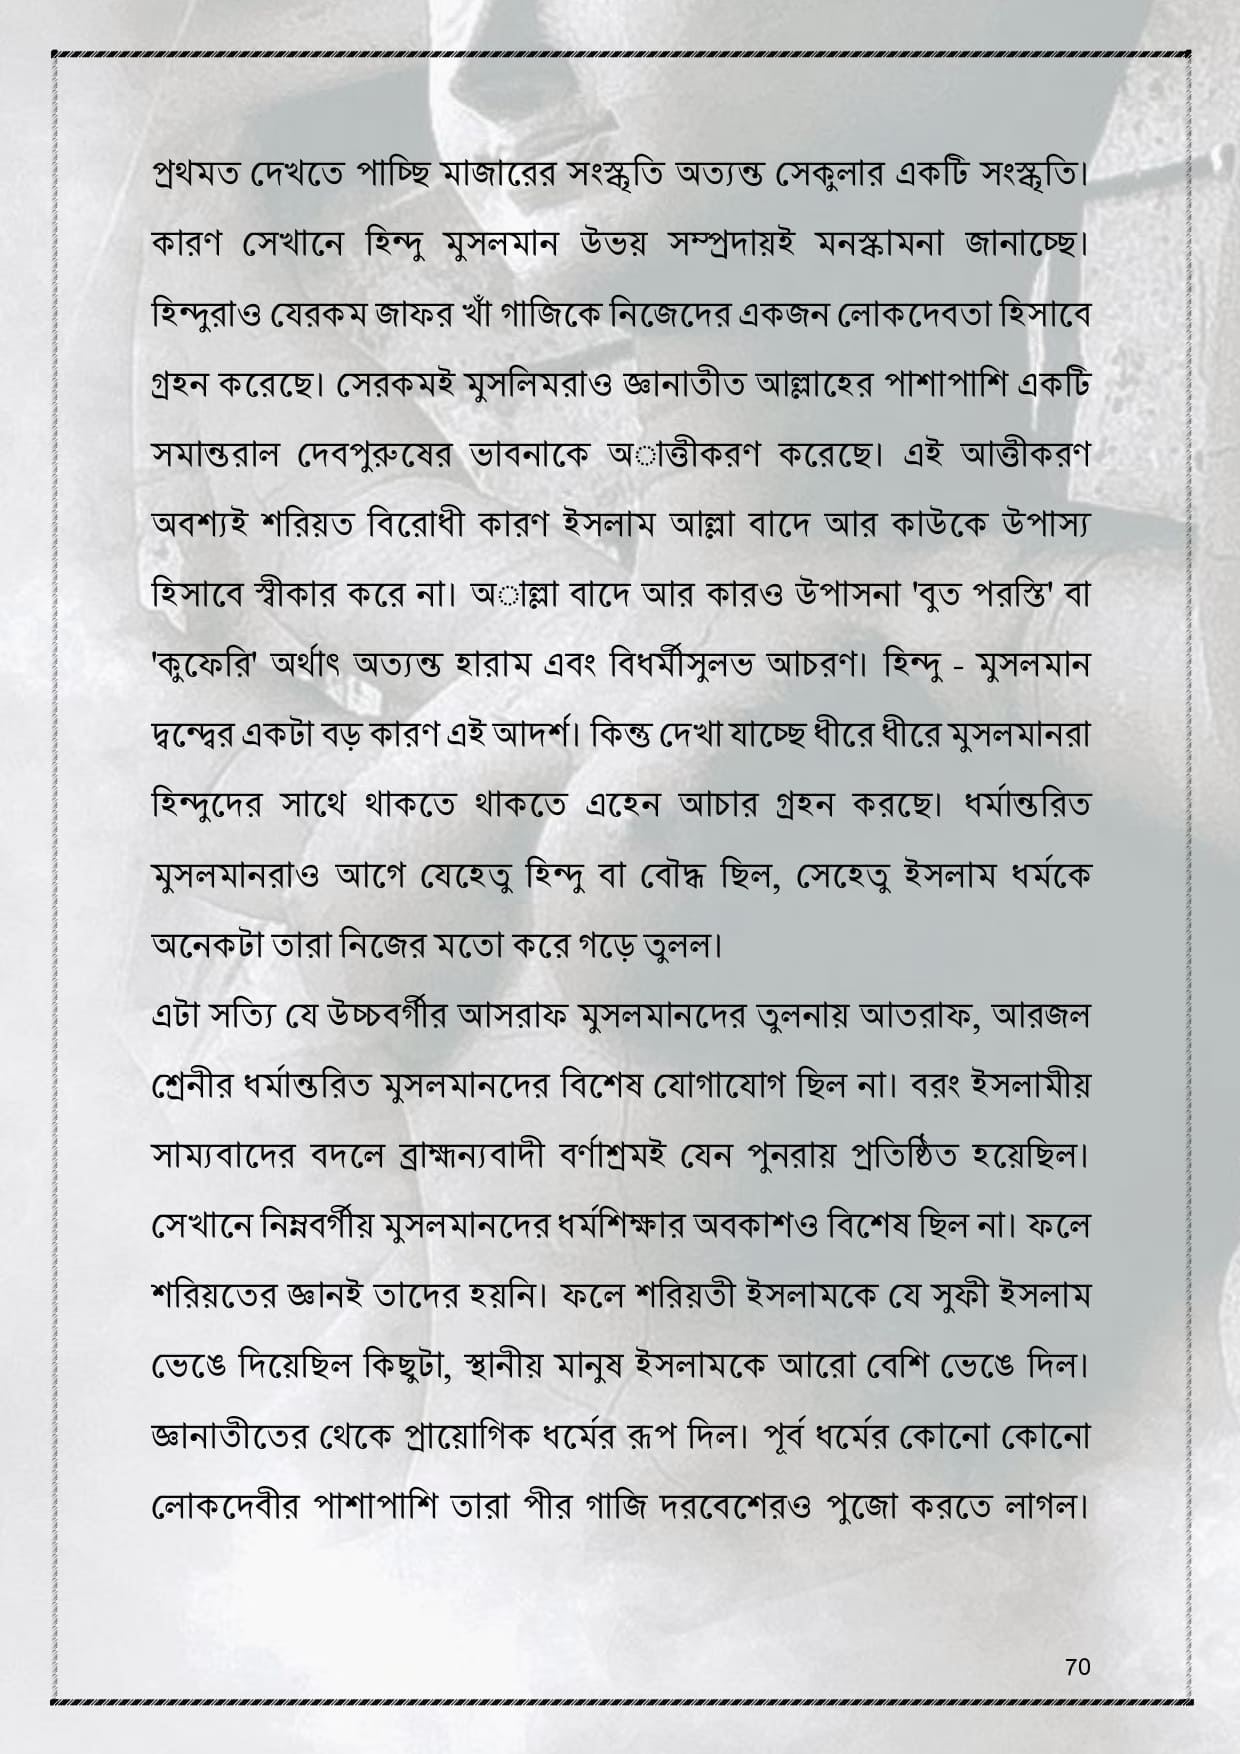 প্রথমত দেখতে পাচ্ছি মাজারের সংস্কৃতি অত্যন্ত সেকুলার একটি সংস্কৃতি।
কারণ সেখানে হিন্দু মুসলমান উভয় সম্প্রদায়ই মনস্কামনা জানাচ্ছে।
হিন্দুরাও যেরকম জাফর খাঁ গাজিকে নিজেদের একজন লোকদেবতা হিসাবে
গ্রহন করেছে। সেরকমই মুসলিমরাও জ্ঞানাতীত আল্লাহের পাশাপাশি একটি
সমান্তরাল দেবপুরুষের ভাবনাকে অাত্তীকরণ করেছে। এই আত্তীকরণ
অবশ্যই শরিয়ত বিরোধী কারণ ইসলাম আল্লা বাদে আর কাউকে উপাস্য
হিসাবে স্বীকার করে না। অাল্লা বাদে আর কারও উপাসনা 'বুত পরস্তি' বা
'কুফেরি' অর্থাৎ অত্যন্ত হারাম এবং বিধর্মীসুলভ আচরণ। হিন্দু - মুসলমান
দ্বন্দ্বের একটা বড় কারণ এই আদর্শ। কিন্তু দেখা যাচ্ছে ধীরে ধীরে মুসলমানরা
হিন্দুদের সাথে থাকতে থাকতে এহেন আচার গ্রহন করছে। ধর্মান্তরিত
মুসলমানরাও আগে যেহেতু হিন্দু বা বৌদ্ধ ছিল, সেহেতু ইসলাম ধর্মকে
অনেকটা তারা নিজের মতো করে গড়ে তুলল।
এটা সত্যি যে উচ্চবর্গীর আসরাফ মুসলমানদের তুলনায় আতরাফ, আরজল
শ্রেনীর ধর্মান্তরিত মুসলমানদের বিশেষ যোগাযোগ ছিল না। বরং ইসলামীয়
সাম্যবাদের বদলে ব্রাহ্মন্যবাদী বর্ণাশ্রমই যেন পুনরায় প্রতিষ্ঠিত হয়েছিল।
সেখানে নিম্নবর্গীয় মুসলমানদের ধর্মশিক্ষার অবকাশও বিশেষ ছিল না। ফলে
শরিয়তের জ্ঞানই তাদের হয়নি। ফলে শরিয়তী ইসলামকে যে সুফী ইসলাম
ভেঙে দিয়েছিল কিছুটা, স্থানীয় মানুষ ইসলামকে আরো বেশি ভেঙে দিল।
জ্ঞানাতীতের থেকে প্রায়োগিক ধর্মের রূপ দিল। পূর্ব ধর্মের কোনো কোনো
লোকদেবীর পাশাপাশি তারা পীর গাজি দরবেশেরও পুজো করতে লাগল।
70